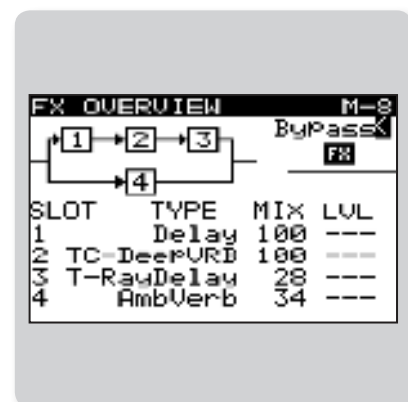 FX OVERVIEW M-8
1 2 3 Bypass
FX
4
SLOT TYPE MIX LVL
1 Delay 100 ---
2 TC-DeepVRB 100 ---
3 T-RayDelay 28 ---
4 AmbVerb 34 ---